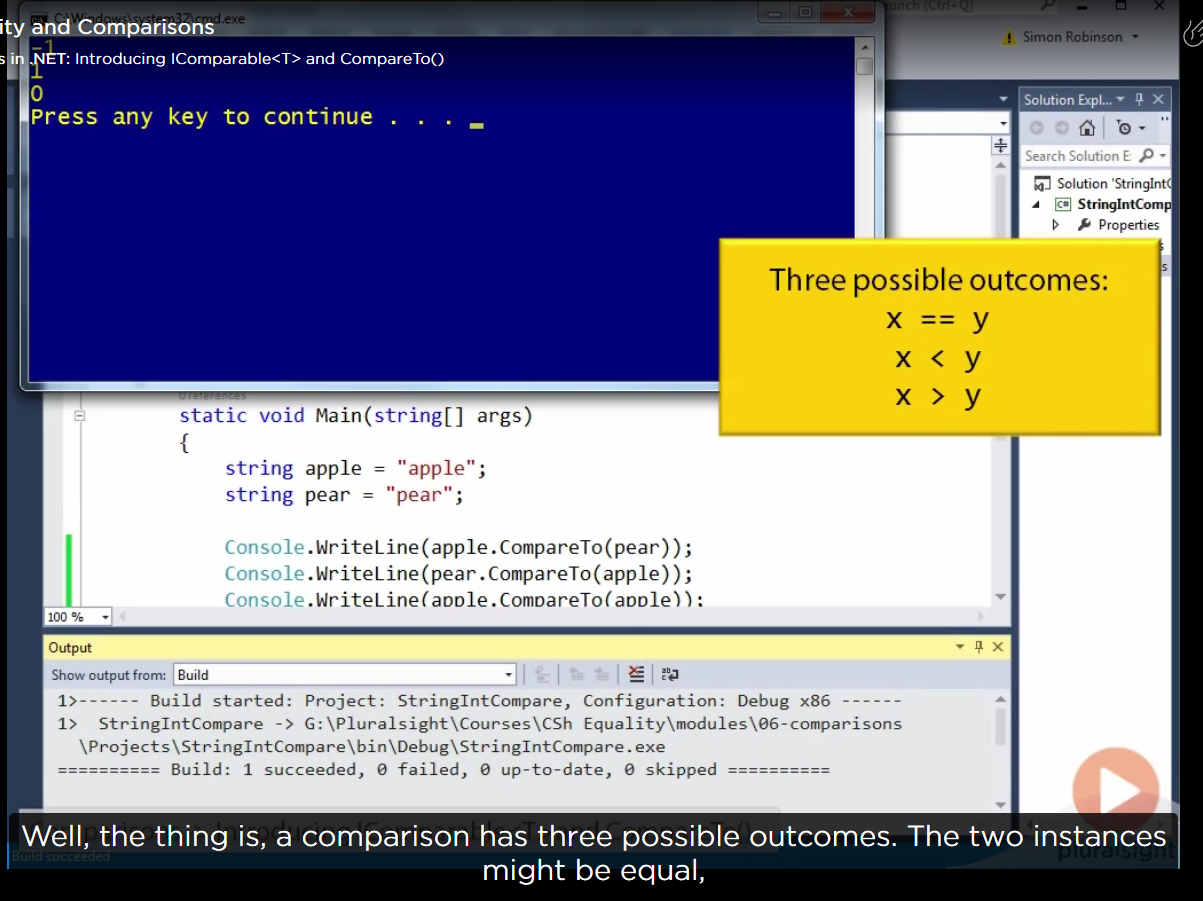 C:\Windows\system32\cmd.exe
ity and Comparisons
s in .NET: Introducing IComparable<T> and CompareTo()
-1
1
0
Press any key to continue . . . _
unch (Ctrl+Q)
Simon Robinson
Solution Expl...
Search Solution E
Solution 'StringInt
StringIntComp
Properties
Three possible outcomes:
x == y
x < y
x > y
0 references
static void Main(string[] args)
{
string apple = "apple";
string pear = "pear";
Console.WriteLine(apple.CompareTo(pear));
Console.WriteLine(pear.CompareTo(apple));
Console.WriteLine(apple.CompareTo(apple));
100 %
Output
Show output from: Build
1>------ Build started: Project: StringIntCompare, Configuration: Debug x86 ------
1>  StringIntCompare -> G:\Pluralsight\Courses\CSh Equality\modules\06-comparisons
\Projects\StringIntCompare\bin\Debug\StringIntCompare.exe
========== Build: 1 succeeded, 0 failed, 0 up-to-date, 0 skipped ==========
Well, the thing is, a comparison has three possible outcomes. The two instances
might be equal,
Build succeeded
pluralsight